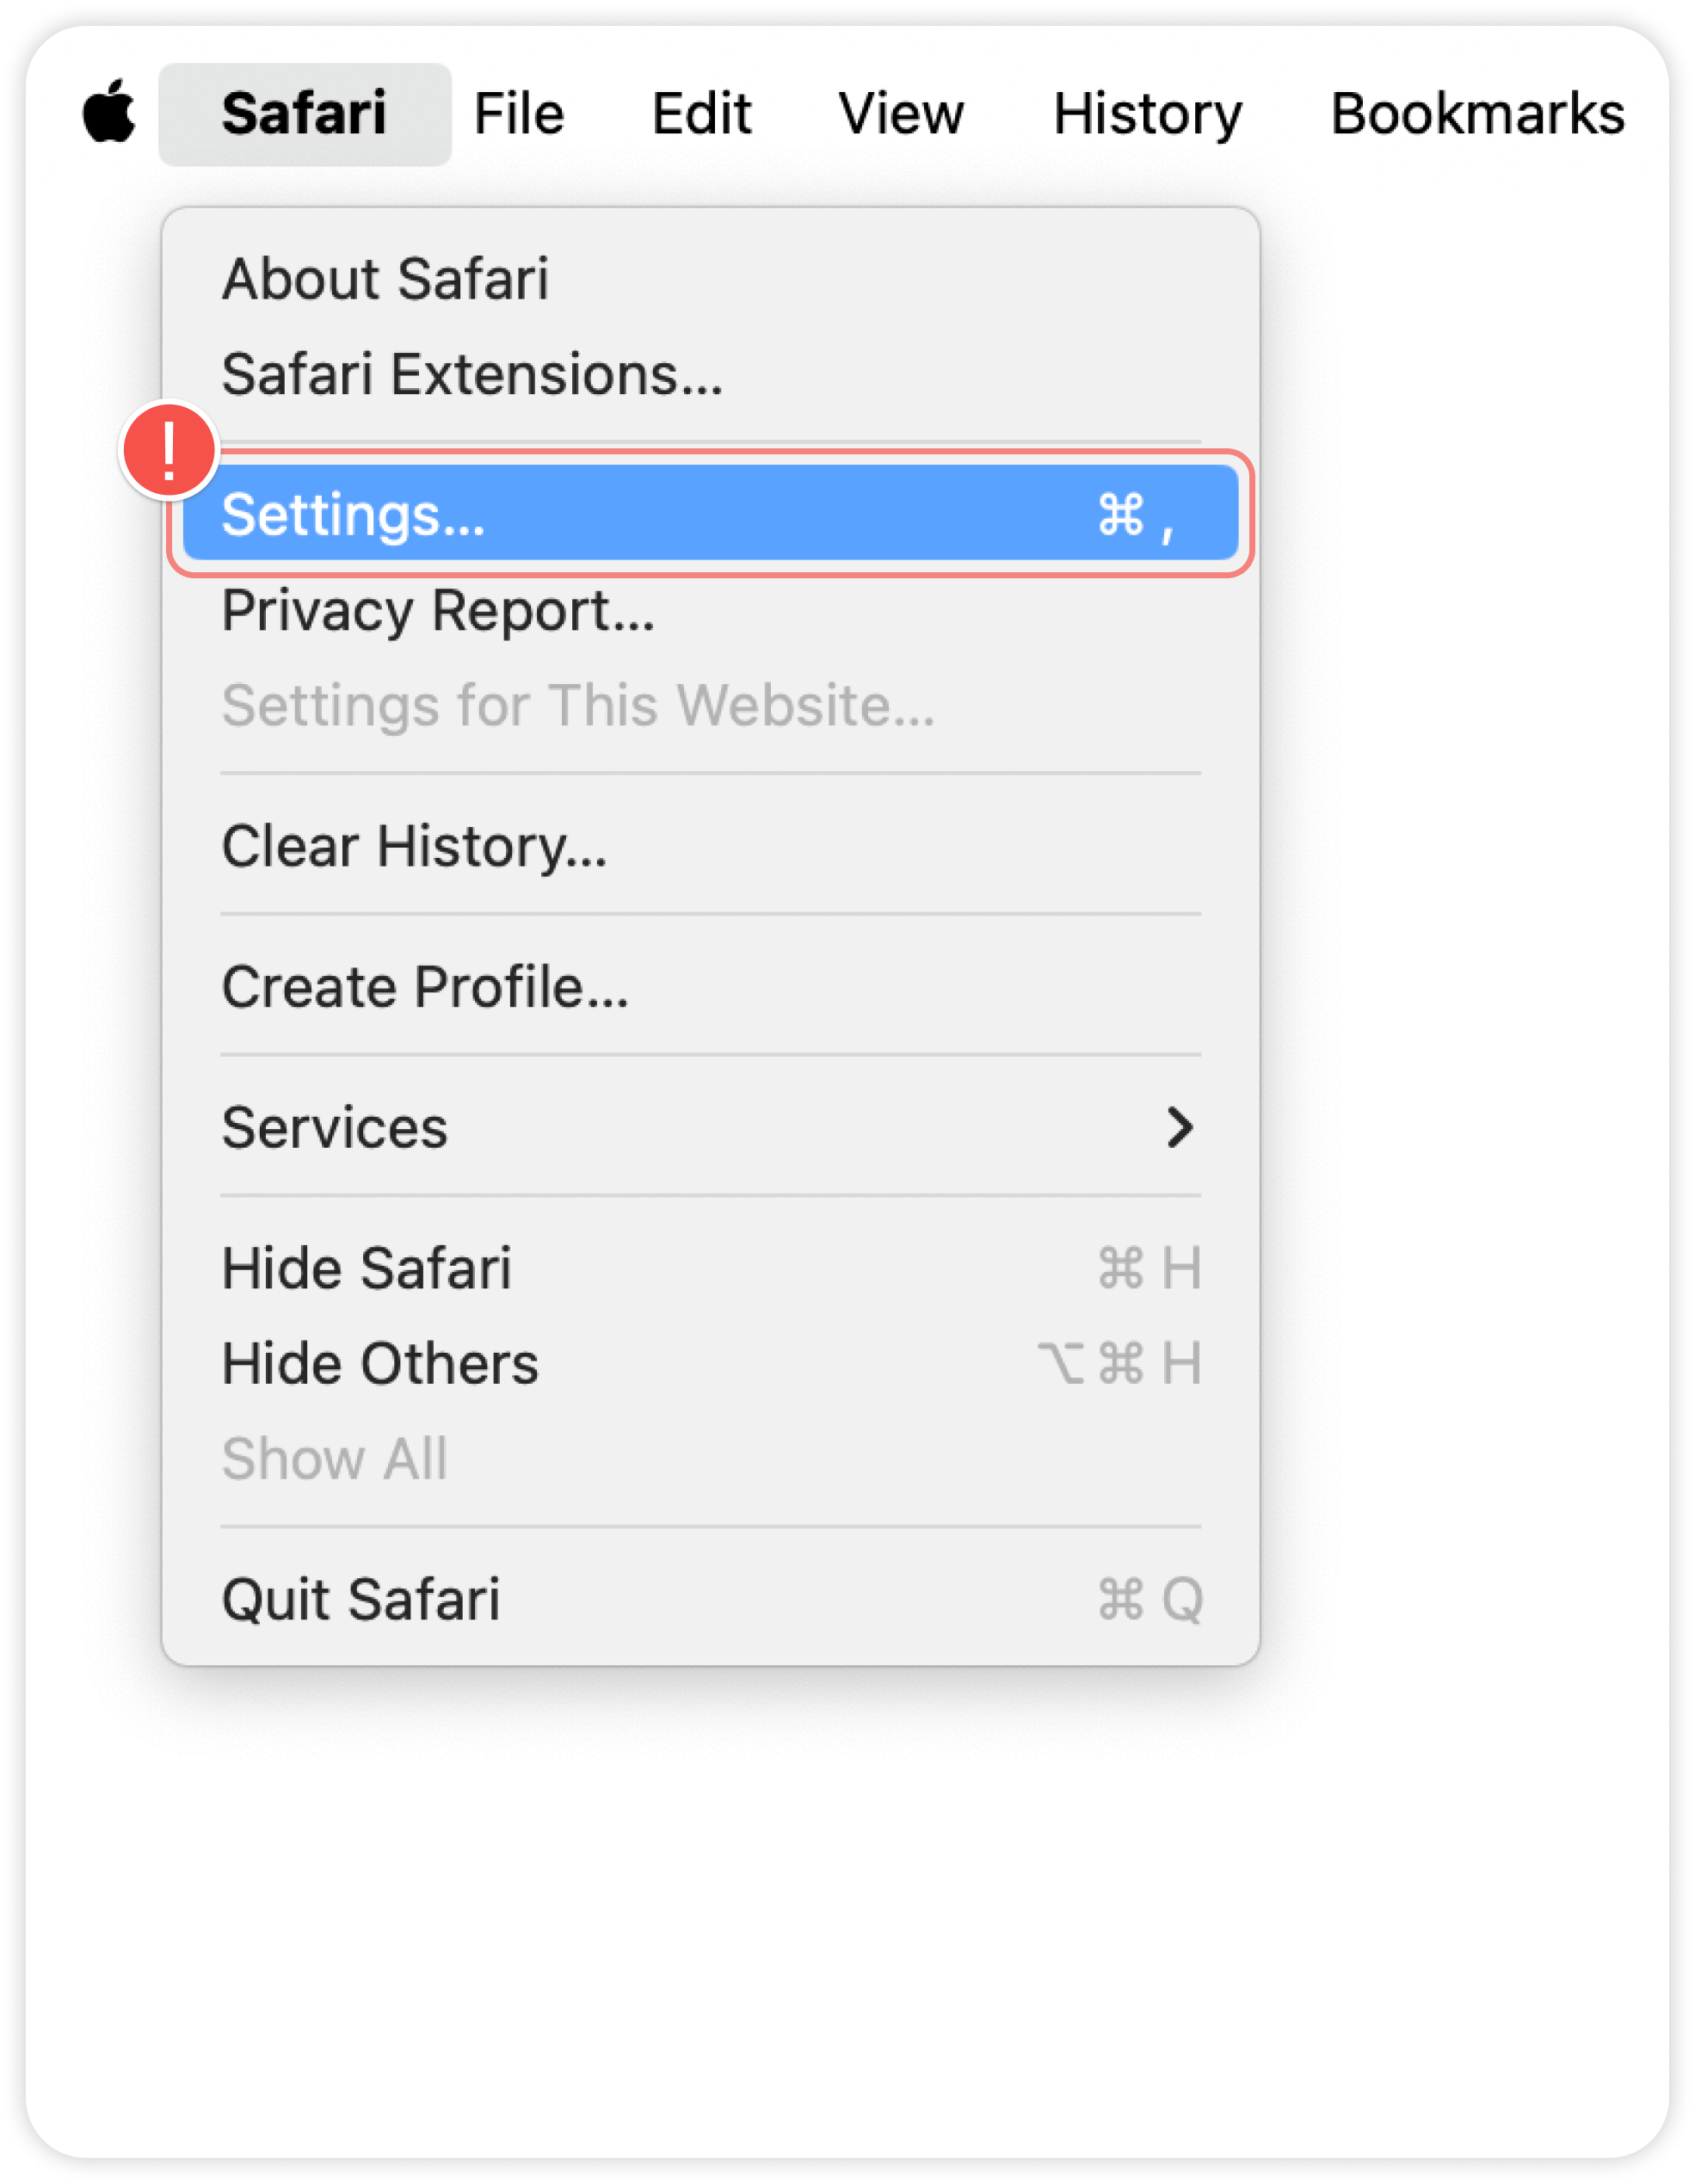 Safari File Edit View History Bookmarks
About Safari
Safari Extensions...
!
Settings... ⌘ ,
Privacy Report...
Settings for This Website...
Clear History...
Create Profile...
Services
Hide Safari ⌘ H
Hide Others ⌥ ⌘ H
Show All
Quit Safari ⌘ Q